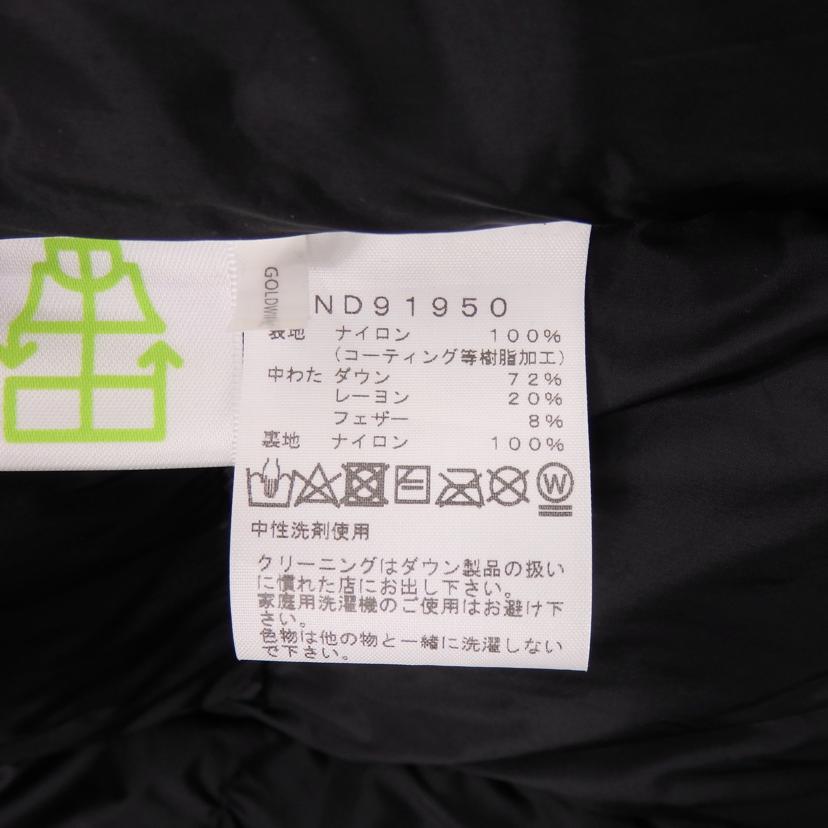 GOLDWIN
ND91950
表地 ナイロン 100%
(コーティング等樹脂加工)
中わた ダウン 72%
レーヨン 20%
フェザー 8%
裏地 ナイロン 100%
W
中性洗剤使用
クリーニングはダウン製品の扱い
に慣れた店にお出し下さい。
家庭用洗濯機のご使用はお避け下
さい。
色物は他の物と一緒に洗濯しない
で下さい。